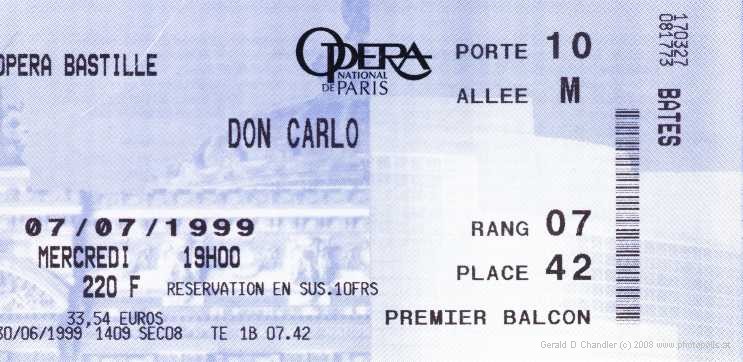 OPERA BASTILLE
OPERA
NATIONAL
DE PARIS
DON CARLO
07/07/1999
MERCREDI 19H00
220 F RESERVATION EN SUS.10FRS
33,54 EUROS
30/06/1999 1409 SEC08 TE 1B 07.42
PORTE 10
ALLEE M
RANG 07
PLACE 42
PREMIER BALCON
170327
081773 BATES
Gerald D Chandler (c) 2008 www.photopolis.at